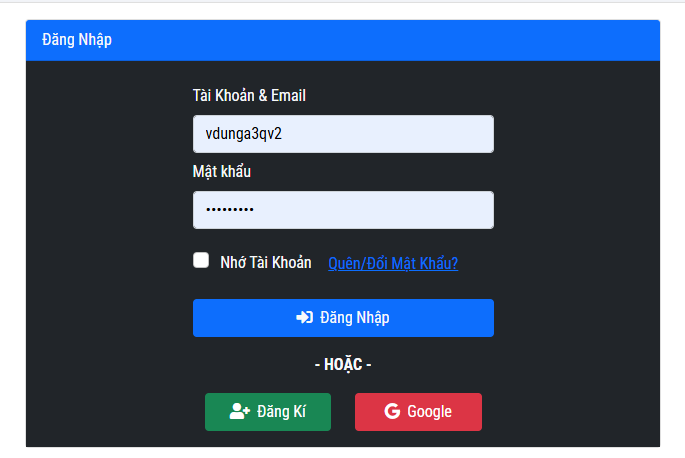 Đăng Nhập
Tài Khoản & Email
vdunga3qv2
Mật khẩu
•••••••••
Nhớ Tài Khoản Quên/Đổi Mật Khẩu?
Đăng Nhập
- HOẶC -
Đăng Kí Google